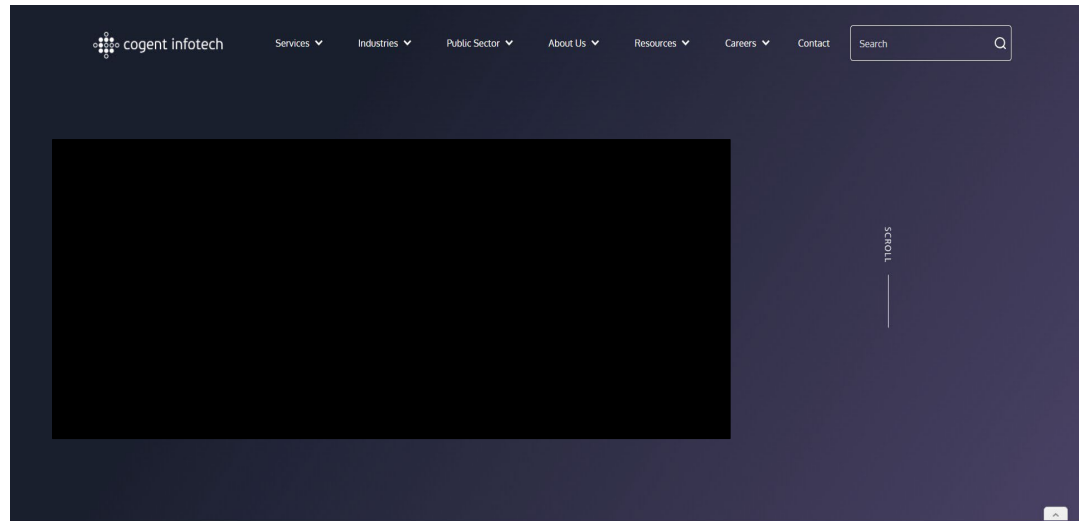 cogent infotech
Services
Industries
Public Sector
About Us
Resources
Careers
Contact
Search
SCROLL